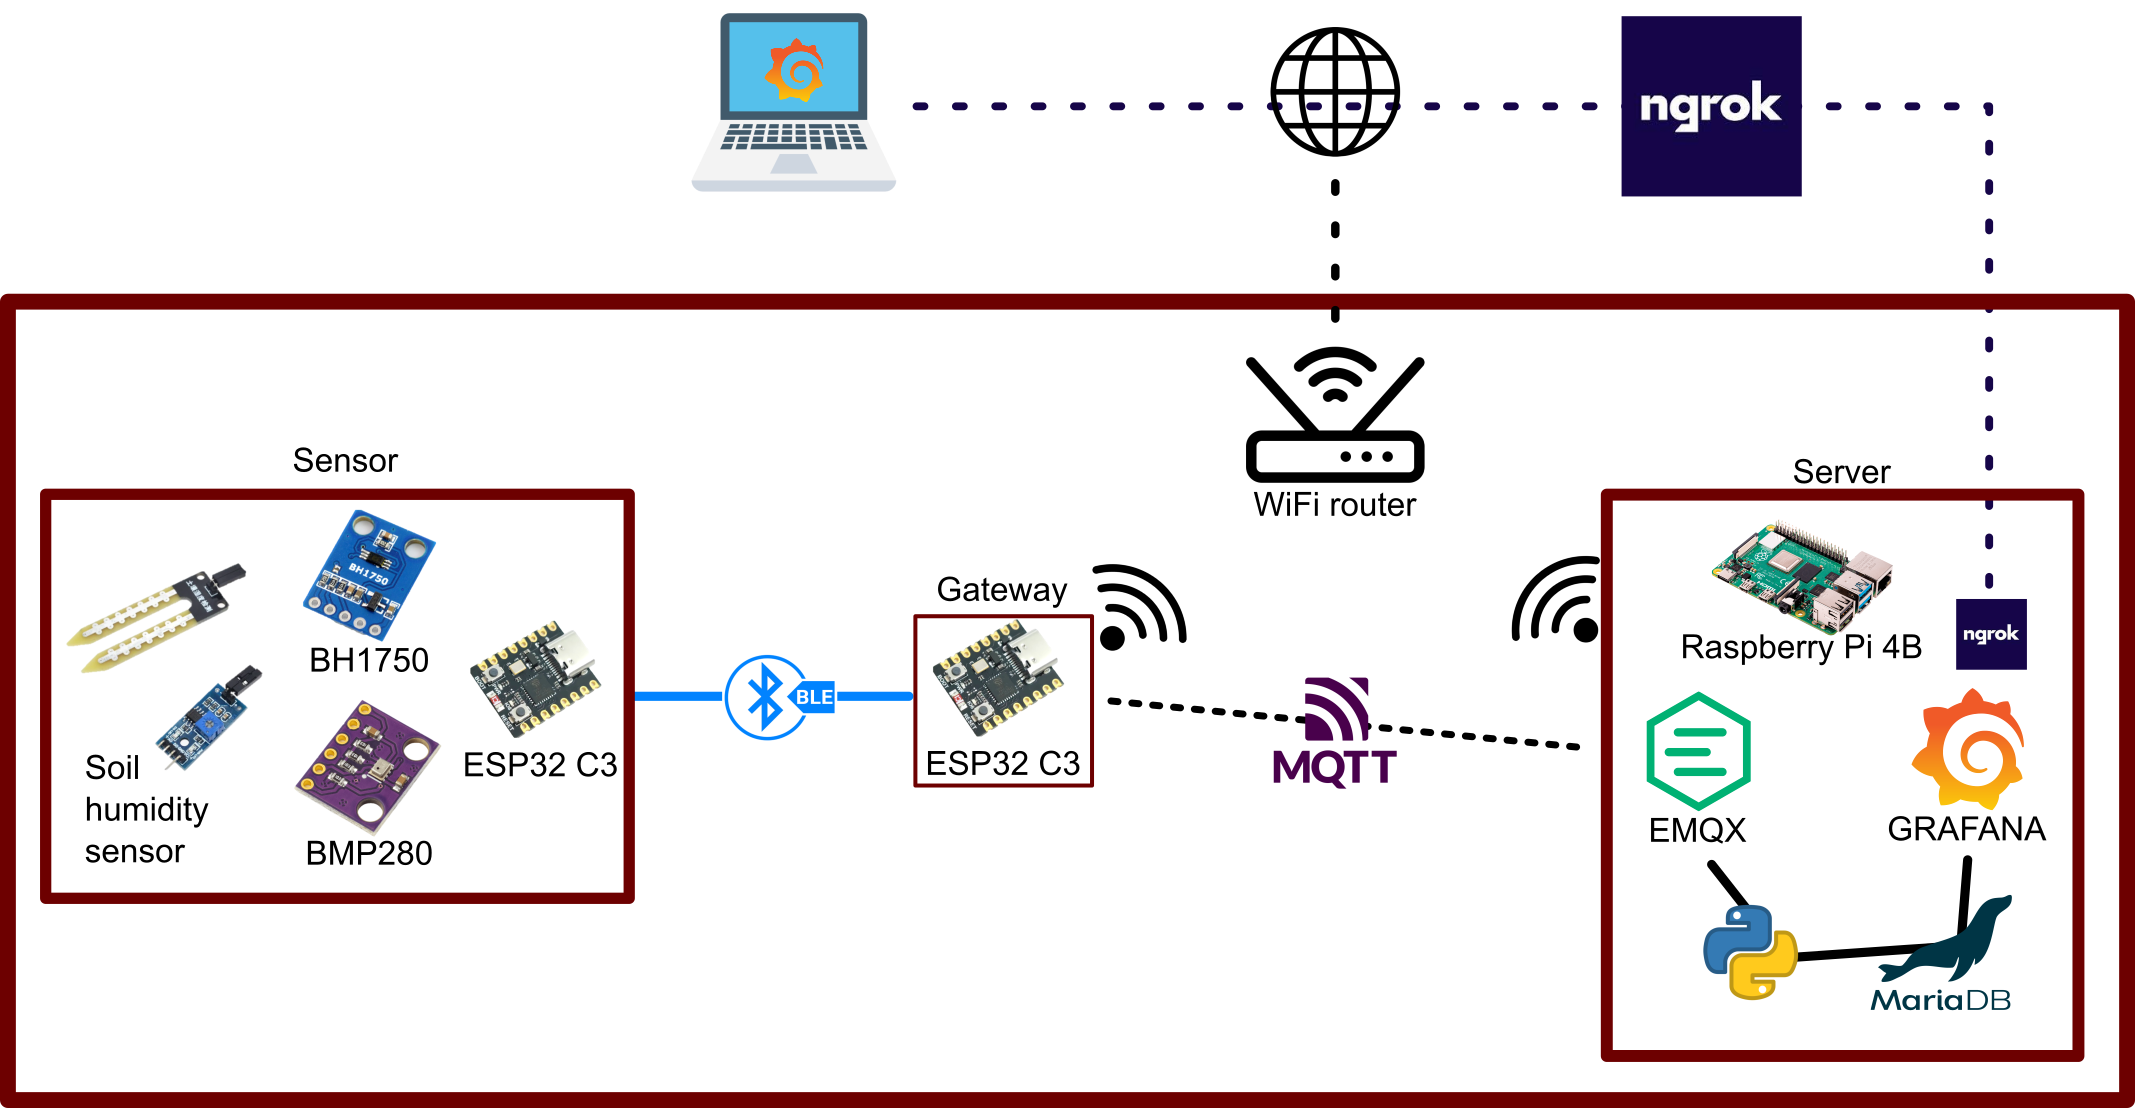 ngrok
Sensor
BH1750
BH1750
Soil
humidity
sensor
BMP280
ESP32 C3
BLE
Gateway
ESP32 C3
WiFi router
MQTT
Server
Raspberry Pi 4B
ngrok
EMQX
GRAFANA
MariaDB